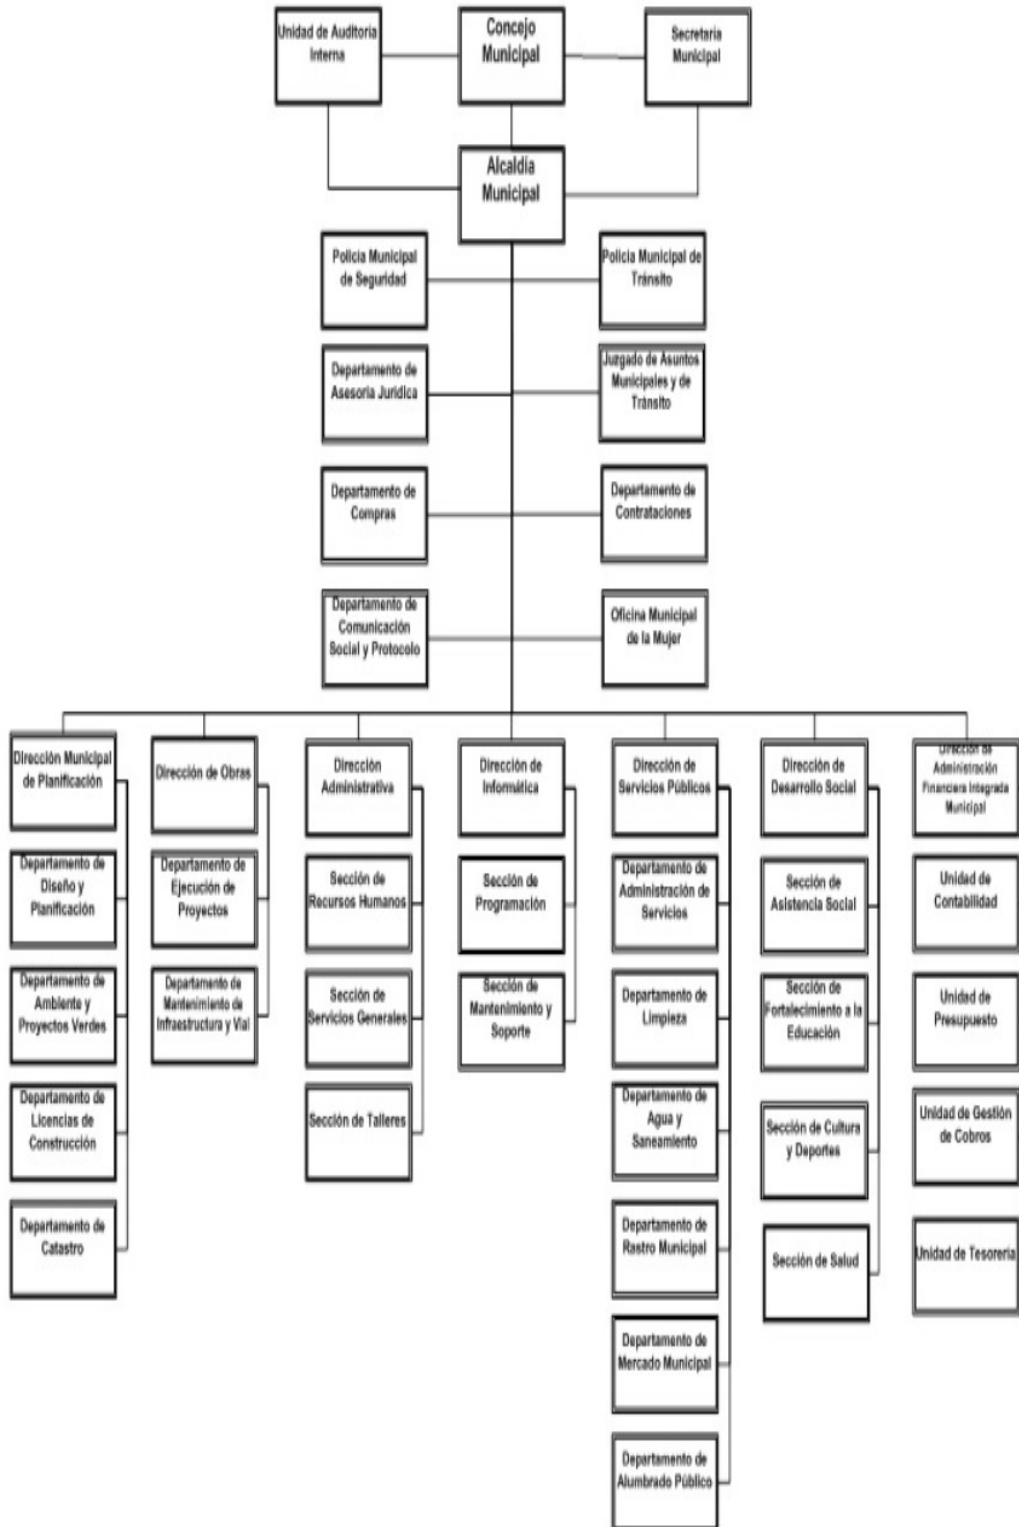 Unidad de Auditoría
Interna
Concejo
Municipal
Secretaría
Municipal
Alcaldía
Municipal
Policía Municipal
de Seguridad
Policía Municipal de
Tránsito
Departamento de
Asesoría Jurídica
Juzgado de Asuntos
Municipales y de
Tránsito
Departamento de
Compras
Departamento de
Contrataciones
Departamento de
Comunicación
Social y Protocolo
Oficina Municipal
de la Mujer
Dirección Municipal
de Planificación
Departamento de
Diseño y
Planificación
Departamento de
Ambiente y
Proyectos Verdes
Departamento de
Licencias de
Construcción
Departamento de
Catastro
Dirección de Obras
Departamento de
Ejecución de
Proyectos
Departamento de
Mantenimiento de
Infraestructura y Vial
Dirección
Administrativa
Sección de
Recursos Humanos
Sección de
Servicios Generales
Sección de Talleres
Dirección de
Informática
Sección de
Programación
Sección de
Mantenimiento y
Soporte
Dirección de
Servicios Públicos
Departamento de
Administración de
Servicios
Departamento de
Limpieza
Departamento de
Agua y
Saneamiento
Departamento de
Rastro Municipal
Departamento de
Mercado Municipal
Departamento de
Alumbrado Público
Dirección de
Desarrollo Social
Sección de
Asistencia Social
Sección de
Fortalecimiento a la
Educación
Sección de Cultura
y Deportes
Sección de Salud
Dirección de
Administración
Financiera Integrada
Municipal
Unidad de
Contabilidad
Unidad de
Presupuesto
Unidad de Gestión
de Cobros
Unidad de Tesorería